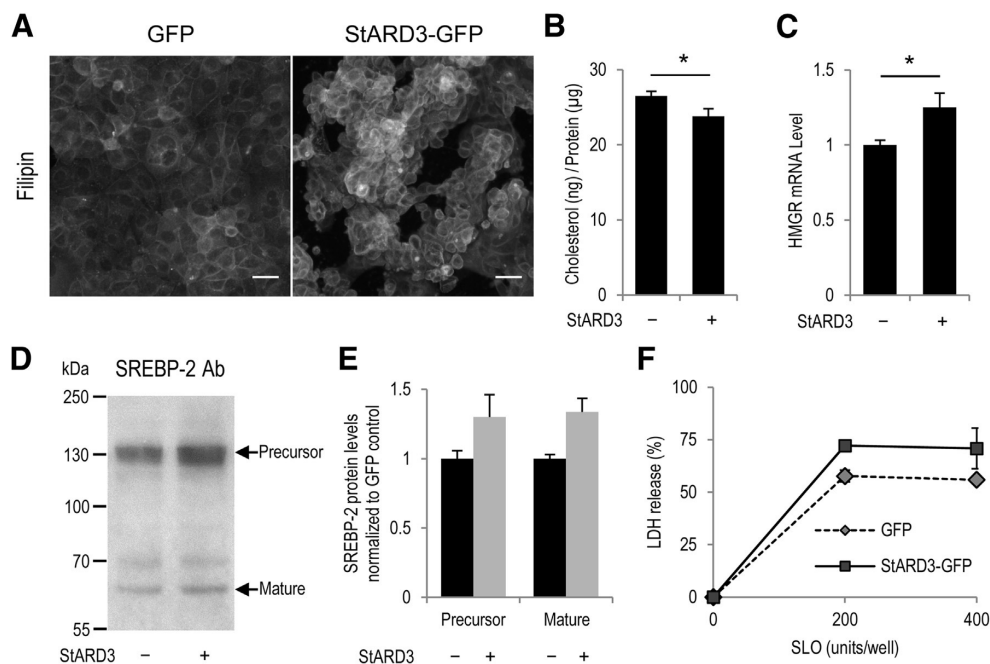 A
GFP
StARD3-GFP
Filipin
B
*
30
20
10
0
Cholesterol (ng) / Protein (µg)
StARD3
–
+
C
*
1.5
1
0.5
0
HMGR mRNA Level
StARD3
–
+
D
kDa
SREBP-2 Ab
250
130
100
70
55
Precursor
Mature
StARD3
–
+
E
1.5
1
0.5
0
SREBP-2 protein levels
normalized to GFP control
Precursor
Mature
StARD3
–
+
–
+
F
100
75
50
25
0
LDH release (%)
GFP
StARD3-GFP
0
200
400
SLO (units/well)